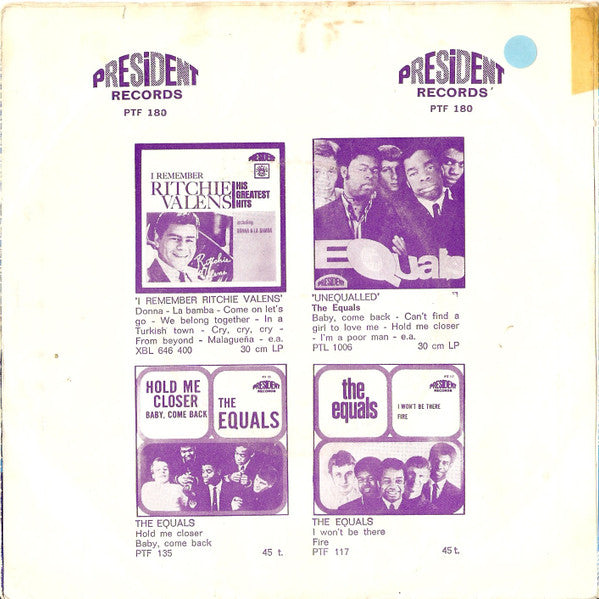 PRESiDENT
RECORDS
PTF 180
PRESiDENT
RECORDS
PTF 180
PRESiDENT
I REMEMBER
RITCHIE
VALENS
HIS
GREATEST
HITS
including
DONNA & LA BAMBA
Ritchie
Valens
'I REMEMBER RITCHIE VALENS'
Donna - La bamba - Come on let's
go - We belong together - In a
Turkish town - Cry, cry, cry -
From beyond - Malagueña - e.a.
XBL 646 400 30 cm LP
EQuals
PRESiDENT
'UNEQUALLED'
The Equals
Baby, come back - Can't find a
girl to love me - Hold me closer
- I'm a poor man - e.a.
PTL 1006 30 cm LP
HOLD ME
CLOSER
BABY, COME BACK
PRESiDENT
RECORDS
THE
EQUALS
THE EQUALS
Hold me closer
Baby, come back
PTF 135 45 t.
the
equals
PRESiDENT
RECORDS
I WON'T BE THERE
FIRE
THE EQUALS
I won't be there
Fire
PTF 117 45 t.